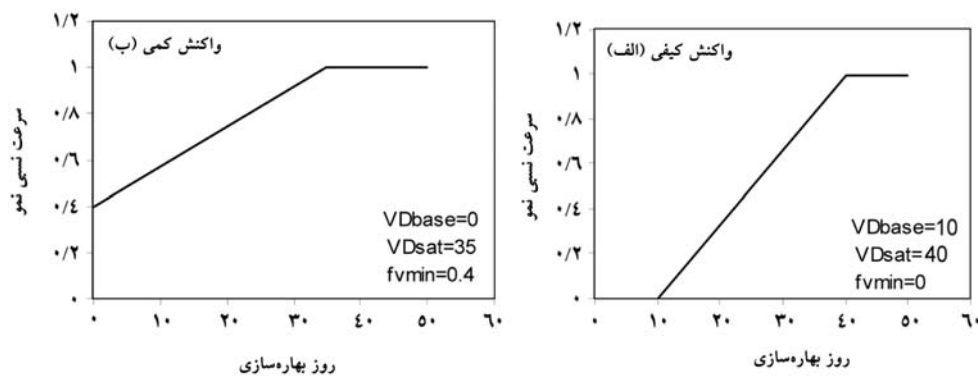 واکنش کیفی (الف)
۱/۲
۱
۰/۸
۰/۶
۰/۴
۰/۲
۰
سرعت نسبی نمو
VDbase=10
VDsat=40
fvmin=0
۰ ۱۰ ۲۰ ۳۰ ۴۰ ۵۰ ۶۰
روز بهاره‌سازی
واکنش کمی (ب)
۱/۲
۱
۰/۸
۰/۶
۰/۴
۰/۲
۰
سرعت نسبی نمو
VDbase=0
VDsat=35
fvmin=0.4
۰ ۱۰ ۲۰ ۳۰ ۴۰ ۵۰ ۶۰
روز بهاره‌سازی